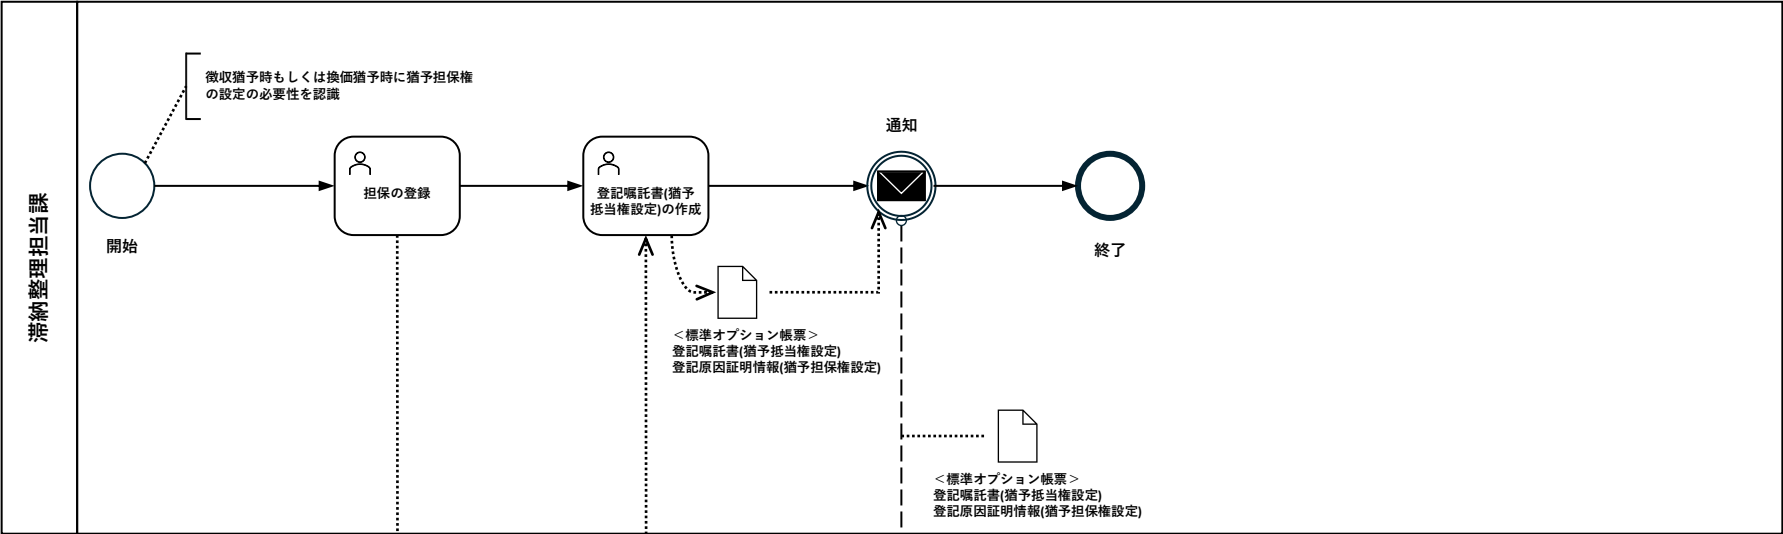 滞納整理担当課
徴収猶予時もしくは換価猶予時に猶予担保権
の設定の必要性を認識
開始
担保の登録
登記嘱託書(猶予
抵当権設定)の作成
通知
終了
＜標準オプション帳票＞
登記嘱託書(猶予抵当権設定)
登記原因証明情報(猶予担保権設定)
＜標準オプション帳票＞
登記嘱託書(猶予抵当権設定)
登記原因証明情報(猶予担保権設定)